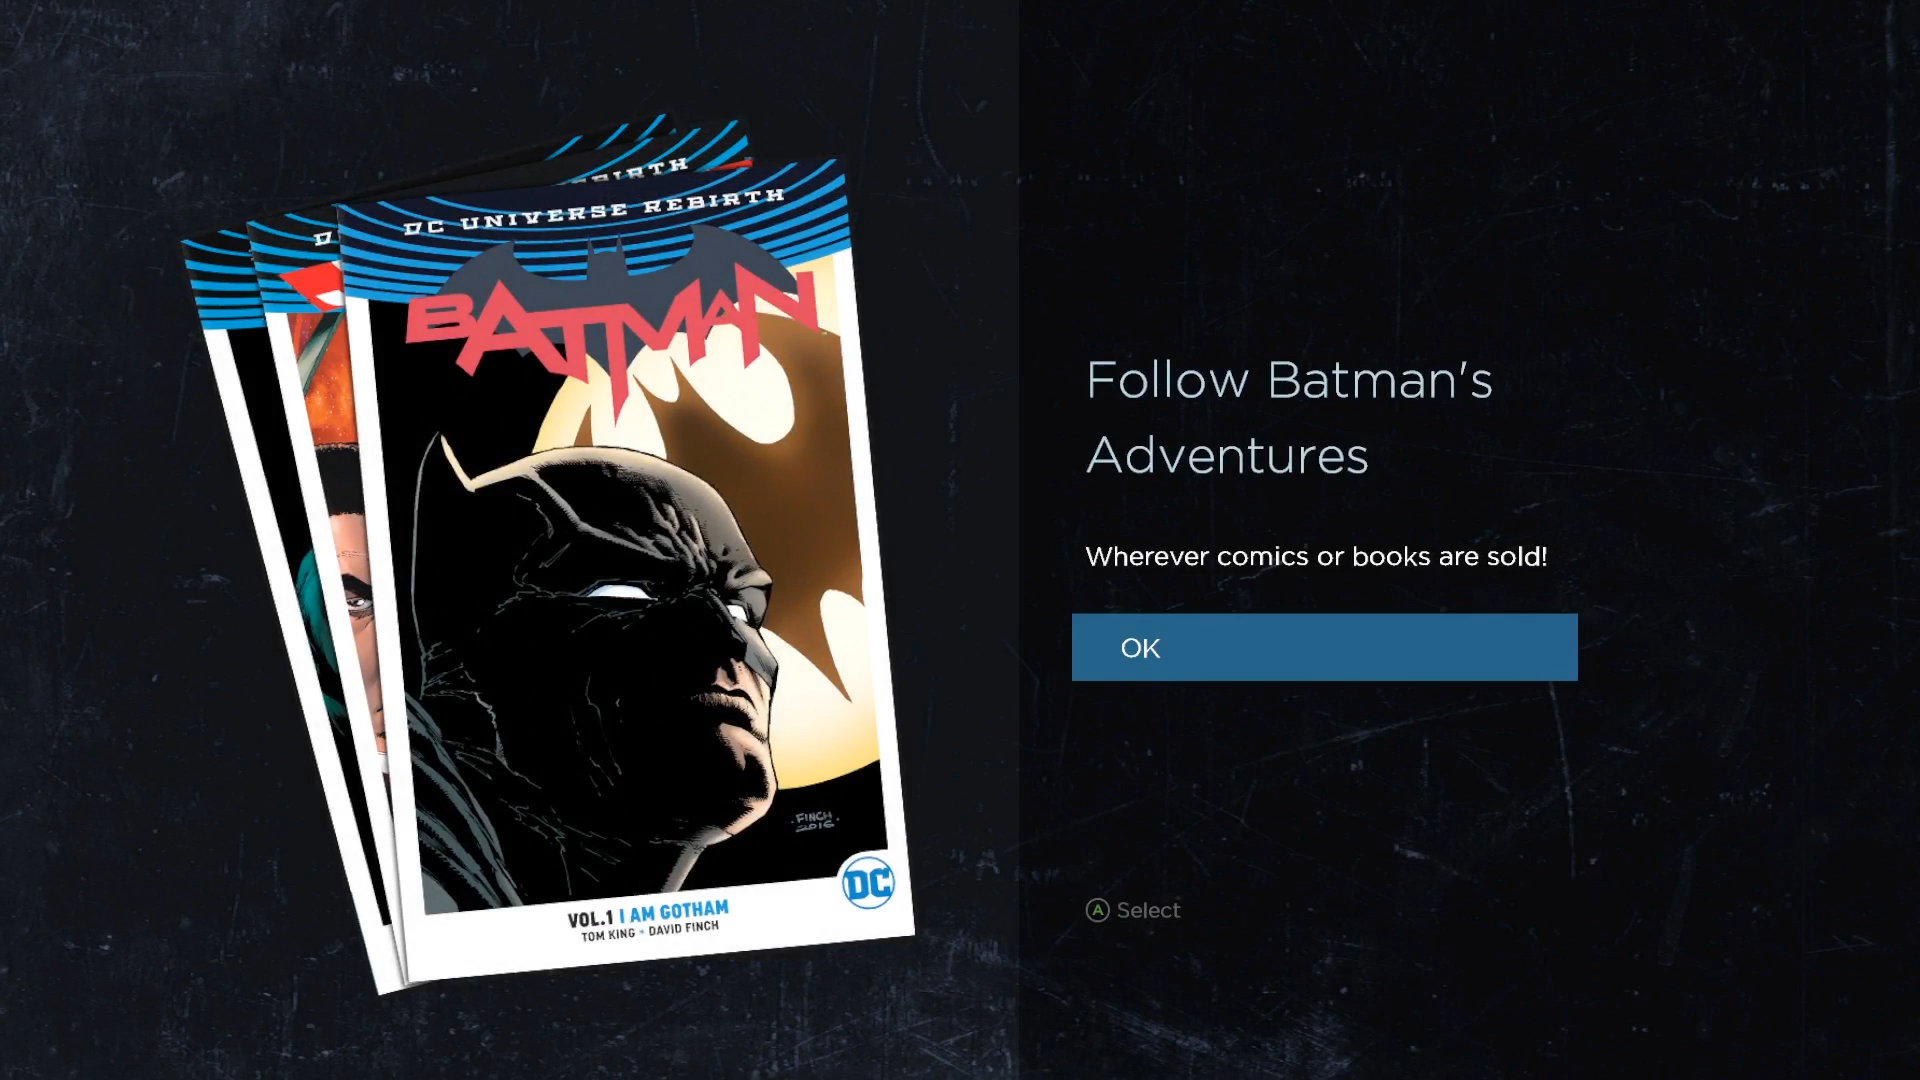 EBIRTH
D
DC UNIVERSE REBIRTH
BATMAN
.FINCH.
2016
DC
VOL.1 I AM GOTHAM
TOM KING • DAVID FINCH
Follow Batman's
Adventures
Wherever comics or books are sold!
OK
A Select